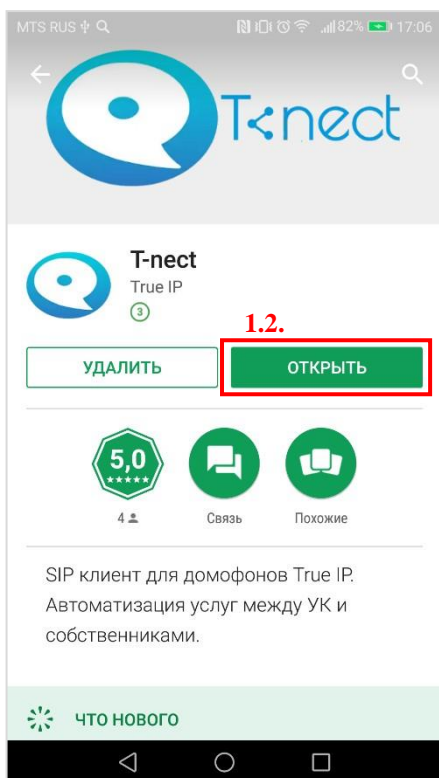 MTS RUS 82% 17:06
T-nect
T-nect
True IP
3
1.2.
УДАЛИТЬ ОТКРЫТЬ
5,0
4 Связь Похожие
SIP клиент для домофонов True IP.
Автоматизация услуг между УК и
собственниками.
ЧТО НОВОГО